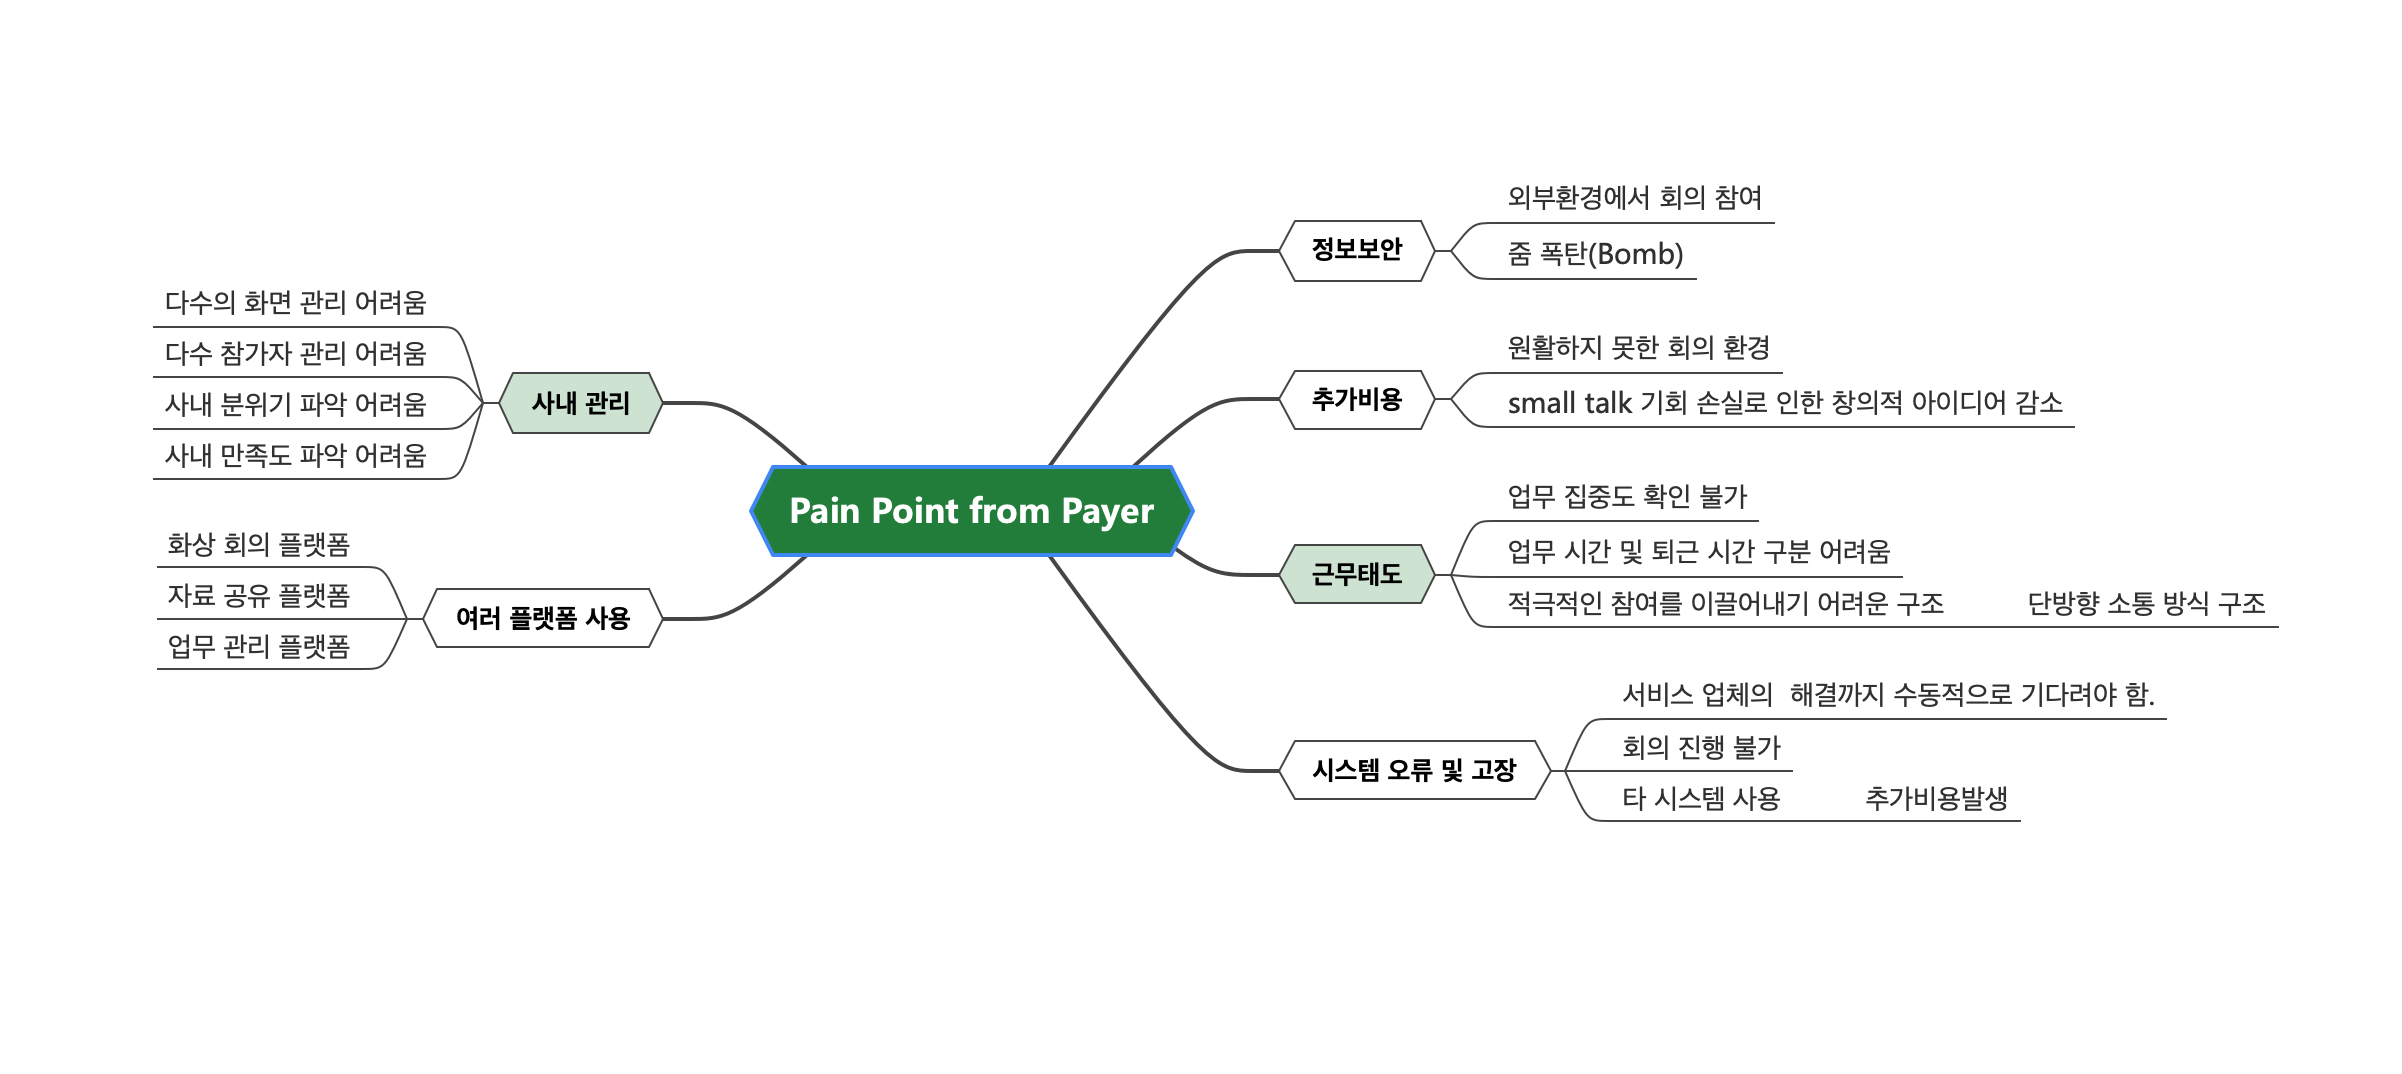 Pain Point from Payer
정보보안
외부환경에서 회의 참여
줌 폭탄(Bomb)
추가비용
원활하지 못한 회의 환경
small talk 기회 손실로 인한 창의적 아이디어 감소
근무태도
업무 집중도 확인 불가
업무 시간 및 퇴근 시간 구분 어려움
적극적인 참여를 이끌어내기 어려운 구조
단방향 소통 방식 구조
시스템 오류 및 고장
서비스 업체의  해결까지 수동적으로 기다려야 함.
회의 진행 불가
타 시스템 사용
추가비용발생
사내 관리
다수의 화면 관리 어려움
다수 참가자 관리 어려움
사내 분위기 파악 어려움
사내 만족도 파악 어려움
여러 플랫폼 사용
화상 회의 플랫폼
자료 공유 플랫폼
업무 관리 플랫폼